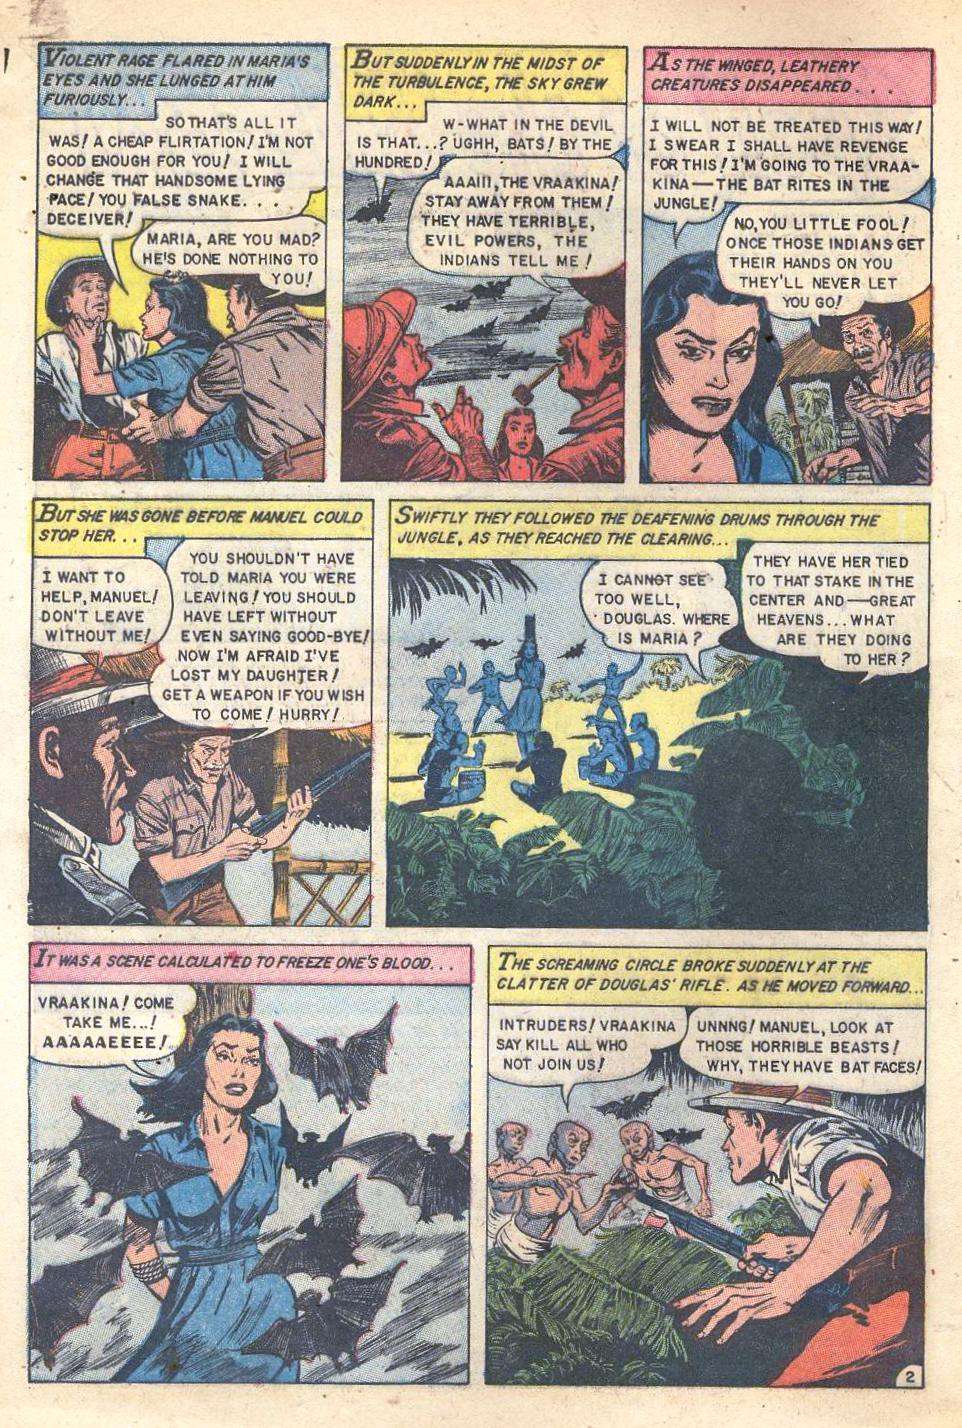 VIOLENT RAGE FLARED IN MARIA'S
EYES AND SHE LUNGED AT HIM
FURIOUSLY...
SO THAT'S ALL IT
WAS! A CHEAP FLIRTATION! I'M NOT
GOOD ENOUGH FOR YOU! I WILL
CHANGE THAT HANDSOME LYING
FACE! YOU FALSE SNAKE. . .
DECEIVER!
MARIA, ARE YOU MAD?
HE'S DONE NOTHING TO
YOU!
BUT SUDDENLY IN THE MIDST OF
THE TURBULENCE, THE SKY GREW
DARK...
W-WHAT IN THE DEVIL
IS THAT...? UGHH, BATS! BY THE
HUNDRED!
AAAIII, THE VRAAKINA!
STAY AWAY FROM THEM!
THEY HAVE TERRIBLE,
EVIL POWERS, THE
INDIANS TELL ME!
AS THE WINGED, LEATHERY
CREATURES DISAPPEARED . . .
I WILL NOT BE TREATED THIS WAY!
I SWEAR I SHALL HAVE REVENGE
FOR THIS! I'M GOING TO THE VRAA-
KINA—THE BAT RITES IN THE
JUNGLE!
NO, YOU LITTLE FOOL!
ONCE THOSE INDIANS GET
THEIR HANDS ON YOU
THEY'LL NEVER LET
YOU GO!
BUT SHE WAS GONE BEFORE MANUEL COULD
STOP HER. . .
I WANT TO
HELP, MANUEL!
DON'T LEAVE
WITHOUT ME!
YOU SHOULDN'T HAVE
TOLD MARIA YOU WERE
LEAVING! YOU SHOULD
HAVE LEFT WITHOUT
EVEN SAYING GOOD-BYE!
NOW I'M AFRAID I'VE
LOST MY DAUGHTER!
GET A WEAPON IF YOU WISH
TO COME! HURRY!
SWIFTLY THEY FOLLOWED THE DEAFENING DRUMS THROUGH THE
JUNGLE, AS THEY REACHED THE CLEARING...
I CANNOT SEE
TOO WELL,
DOUGLAS. WHERE
IS MARIA?
THEY HAVE HER TIED
TO THAT STAKE IN THE
CENTER AND—GREAT
HEAVENS...WHAT
ARE THEY DOING
TO HER?
IT WAS A SCENE CALCULATED TO FREEZE ONE'S BLOOD...
VRAAKINA! COME
TAKE ME...!
AAAAAEEEE!
THE SCREAMING CIRCLE BROKE SUDDENLY AT THE
CLATTER OF DOUGLAS' RIFLE. AS HE MOVED FORWARD...
INTRUDERS! VRAAKINA
SAY KILL ALL WHO
NOT JOIN US!
UNNNG! MANUEL, LOOK AT
THOSE HORRIBLE BEASTS!
WHY, THEY HAVE BAT FACES!
2